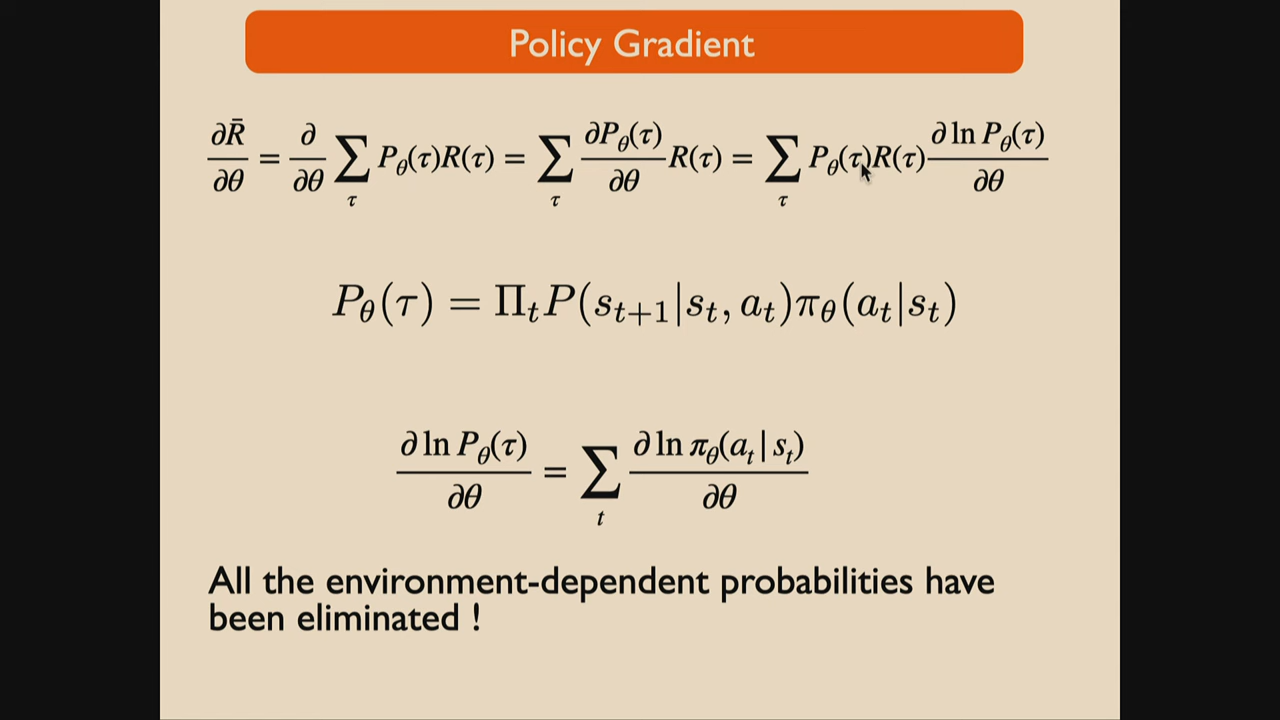 Policy Gradient
∂R̄/∂θ = ∂/∂θ ∑_τ P_θ(τ)R(τ) = ∑_τ ∂P_θ(τ)/∂θ R(τ) = ∑_τ P_θ(τ)R(τ) ∂ ln P_θ(τ)/∂θ
P_θ(τ) = Π_t P(s_{t+1}|s_t, a_t)π_θ(a_t|s_t)
∂ ln P_θ(τ)/∂θ = ∑_t ∂ ln π_θ(a_t | s_t)/∂θ
All the environment-dependent probabilities have
been eliminated !